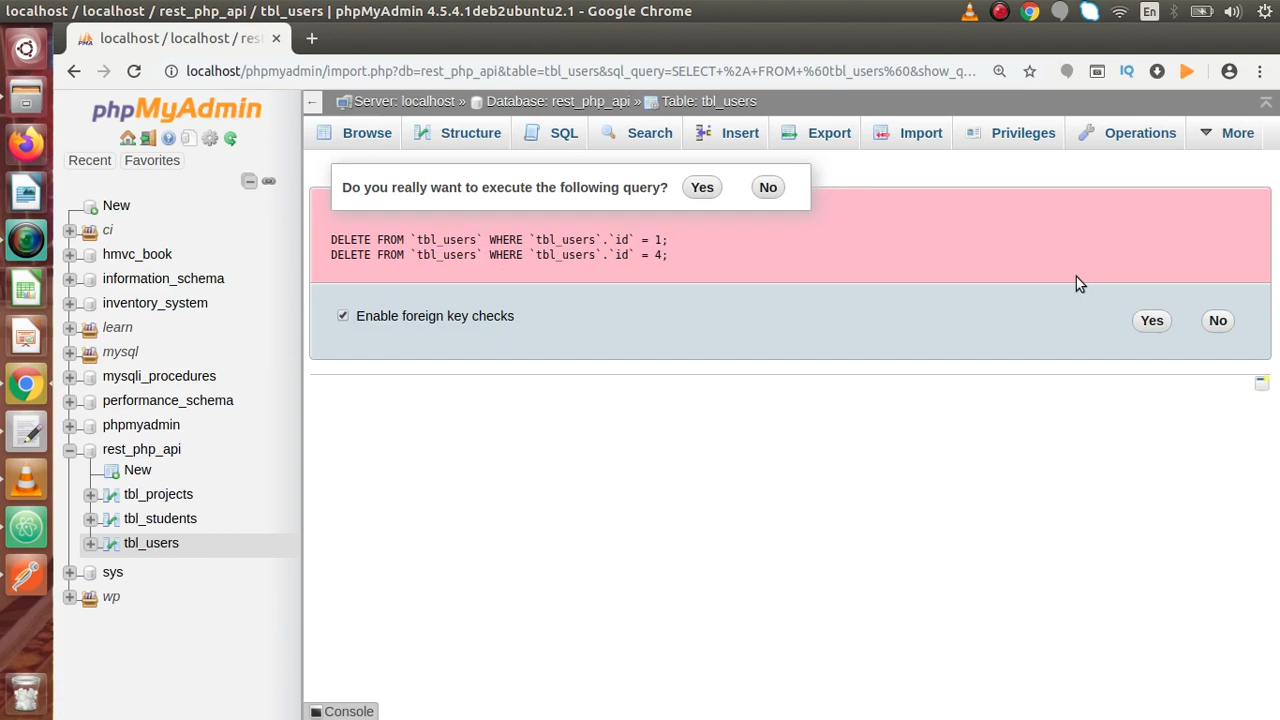 localhost / localhost / rest_php_api / tbl_users | phpMyAdmin 4.5.4.1deb2ubuntu2.1 - Google Chrome
En
localhost / localhost / rest
localhost/phpmyadmin/import.php?db=rest_php_api&table=tbl_users&sql_query=SELECT+%2A+FROM+%60tbl_users%60&show_q...
IQ
phpMyAdmin
Recent
Favorites
New
ci
hmvc_book
information_schema
inventory_system
learn
mysql
mysqli_procedures
performance_schema
phpmyadmin
rest_php_api
New
tbl_projects
tbl_students
tbl_users
sys
wp
Server: localhost » Database: rest_php_api » Table: tbl_users
Browse Structure SQL Search Insert Export Import Privileges Operations More
Do you really want to execute the following query? Yes No
DELETE FROM `tbl_users` WHERE `tbl_users`.`id` = 1;
DELETE FROM `tbl_users` WHERE `tbl_users`.`id` = 4;
Enable foreign key checks
Yes No
Console